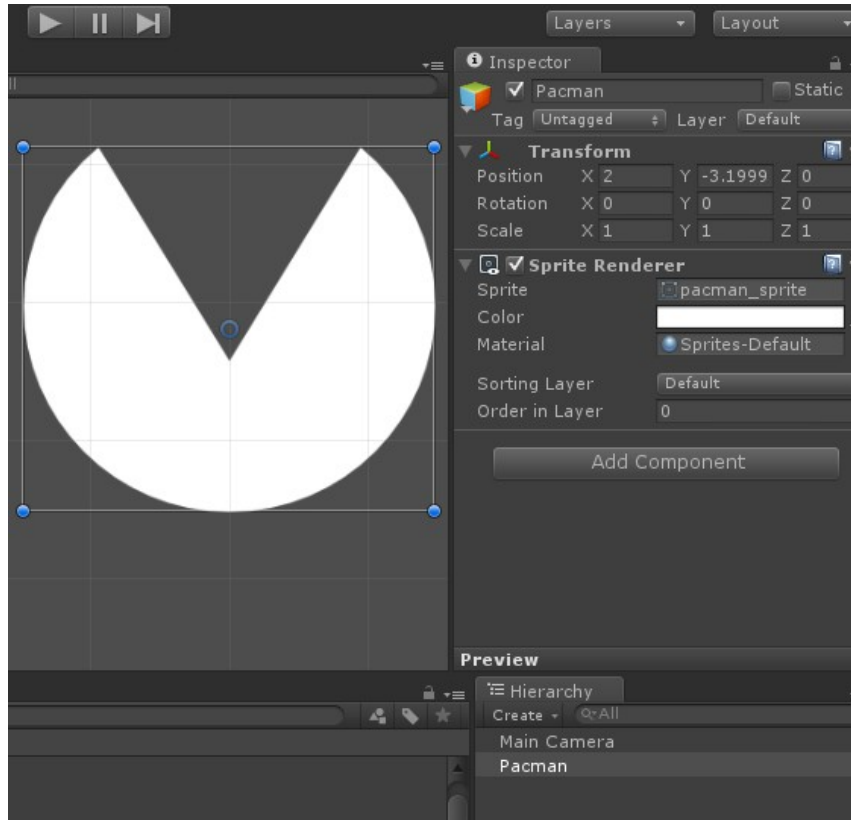 Layers Layout
Inspector
Pacman Static
Tag Untagged Layer Default
Transform
Position X 2 Y -3.1999 Z 0
Rotation X 0 Y 0 Z 0
Scale X 1 Y 1 Z 1
Sprite Renderer
Sprite pacman_sprite
Color
Material Sprites-Default
Sorting Layer Default
Order in Layer 0
Add Component
Preview
Hierarchy
Create All
Main Camera
Pacman